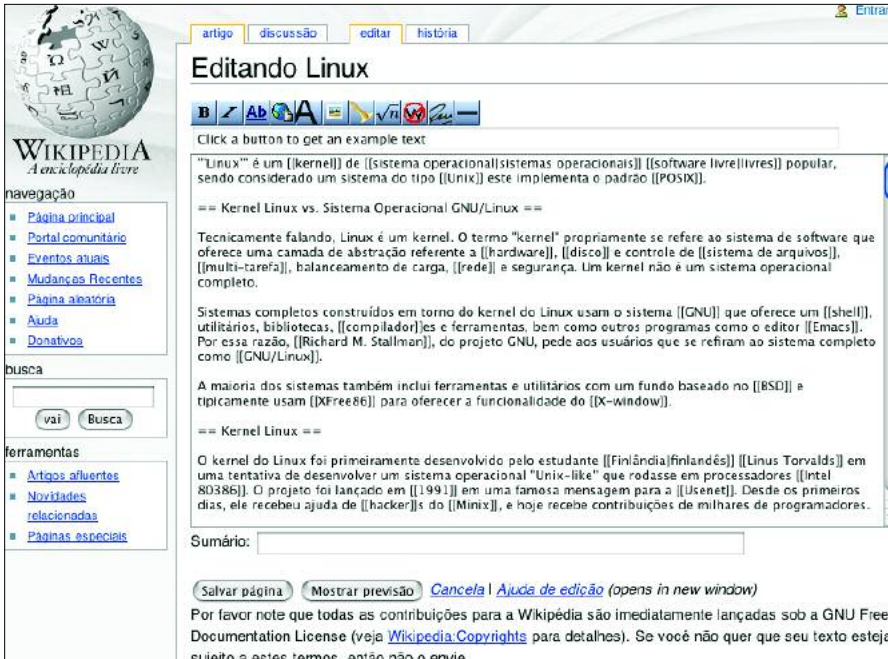 Entrar
artigo discussão editar história
Editando Linux
WIKIPEDIA
A enciclopédia livre
navegação
Página principal
Portal comunitário
Eventos atuais
Mudanças Recentes
Página aleatória
Ajuda
Donativos
busca
vai Busca
ferramentas
Artigos afluentes
Novidades
relacionadas
Páginas especiais
B I Ab A √n W
Click a button to get an example text
'''Linux''' é um [[kernel]] de [[sistema operacional|sistemas operacionais]] [[software livre|livres]] popular,
sendo considerado um sistema do tipo [[Unix]] este implementa o padrão [[POSIX]].
== Kernel Linux vs. Sistema Operacional GNU/Linux ==
Tecnicamente falando, Linux é um kernel. O termo "kernel" propriamente se refere ao sistema de software que
oferece uma camada de abstração referente a [[hardware]], [[disco]] e controle de [[sistema de arquivos]],
[[multi-tarefa]], balanceamento de carga, [[rede]] e segurança. Um kernel não é um sistema operacional
completo.
Sistemas completos construídos em torno do kernel do Linux usam o sistema [[GNU]] que oferece um [[shell]],
utilitários, bibliotecas, [[compilador]]es e ferramentas, bem como outros programas como o editor [[Emacs]].
Por essa razão, [[Richard M. Stallman]], do projeto GNU, pede aos usuários que se refiram ao sistema completo
como [[GNU/Linux]].
A maioria dos sistemas também inclui ferramentas e utilitários com um fundo baseado no [[BSD]] e
tipicamente usam [[XFree86]] para oferecer a funcionalidade do [[X-window]].
== Kernel Linux ==
O kernel do Linux foi primeiramente desenvolvido pelo estudante [[Finlândia|finlandês]] [[Linus Torvalds]] em
uma tentativa de desenvolver um sistema operacional "Unix-like" que rodasse em processadores [[Intel
80386]]. O projeto foi lançado em [[1991]] em uma famosa mensagem para a [[Usenet]]. Desde os primeiros
dias, ele recebeu ajuda de [[hacker]]s do [[Minix]], e hoje recebe contribuições de milhares de programadores.
Sumário:
Salvar página Mostrar previsão Cancela | Ajuda de edição (opens in new window)
Por favor note que todas as contribuições para a Wikipédia são imediatamente lançadas sob a GNU Free
Documentation License (veja Wikipedia:Copyrights para detalhes). Se você não quer que seu texto esteja
sujeito a estes termos, então não o envie.